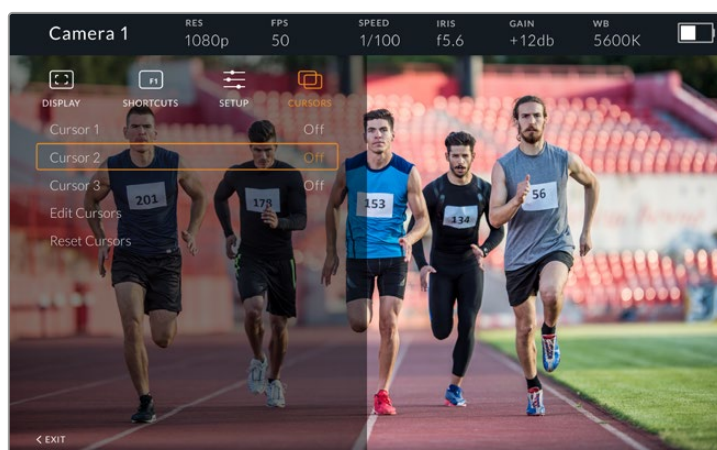 Camera 1
RES
1080p
FPS
50
SPEED
1/100
IRIS
f5.6
GAIN
+12db
WB
5600K
DISPLAY
F1
SHORTCUTS
SETUP
CURSORS
Cursor 1 Off
Cursor 2 Off
Cursor 3 Off
Edit Cursors
Reset Cursors
201
178
153
134
56
< EXIT